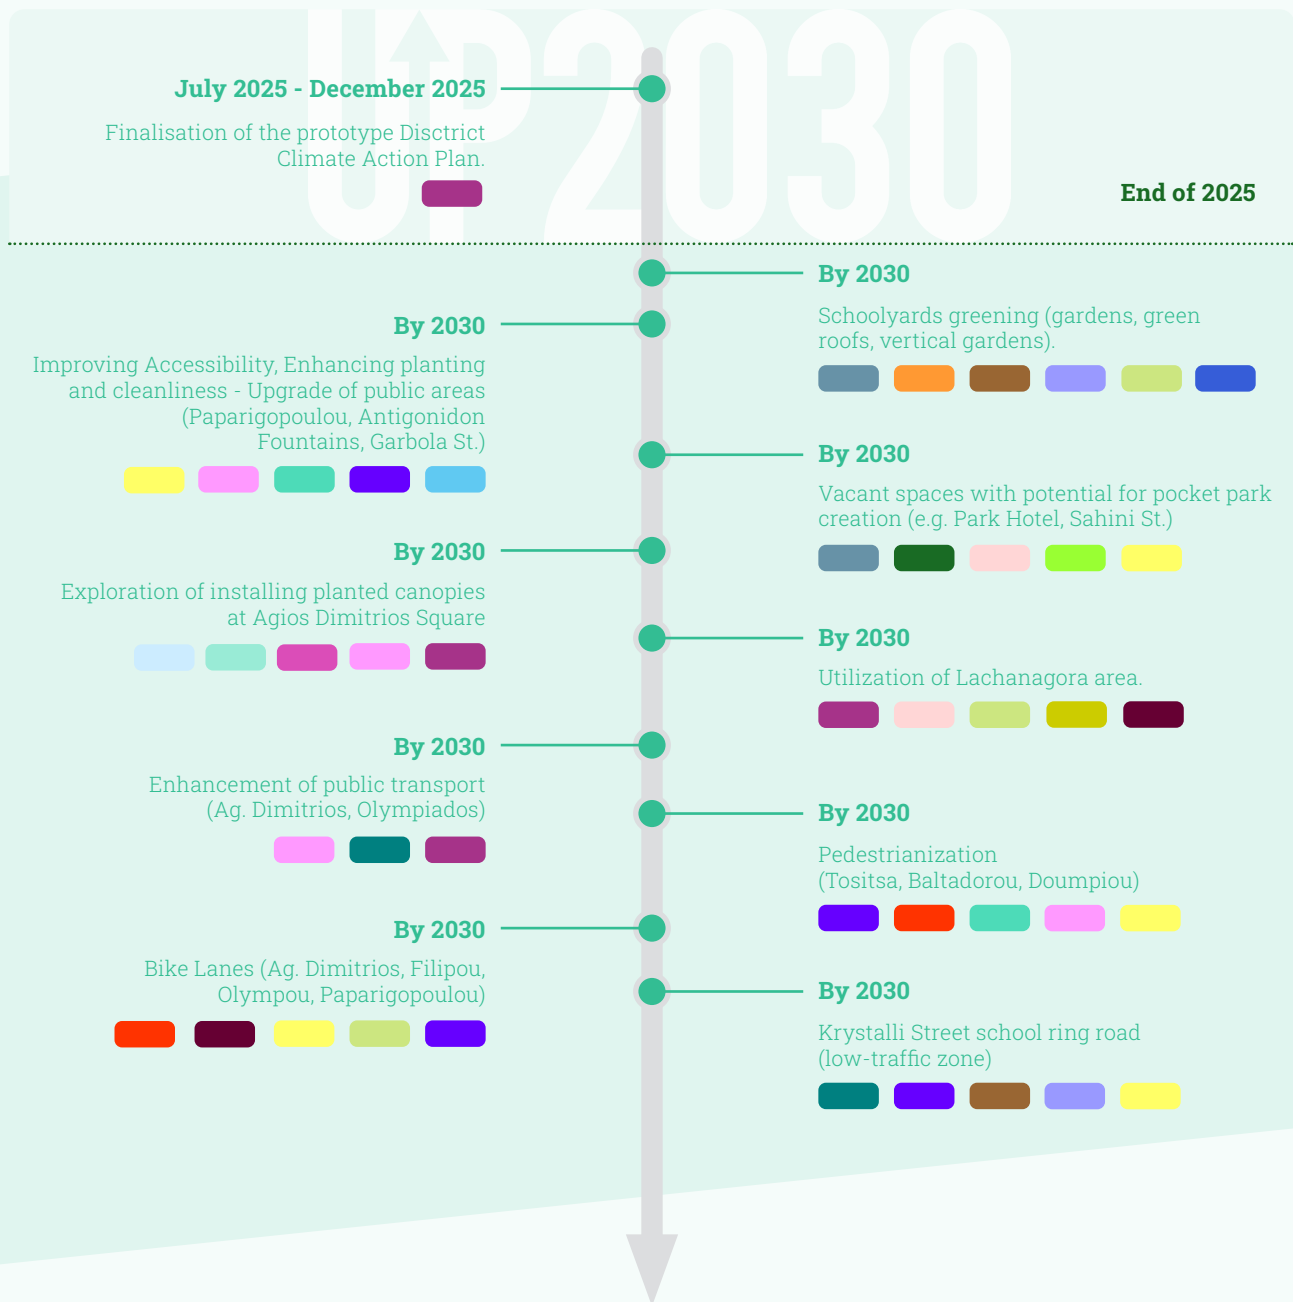 UP2030
July 2025 - December 2025
Finalisation of the prototype Disctrict
Climate Action Plan.
End of 2025
By 2030
Schoolyards greening (gardens, green
roofs, vertical gardens).
By 2030
Improving Accessibility, Enhancing planting
and cleanliness - Upgrade of public areas
(Paparigopoulou, Antigonidon
Fountains, Garbola St.)
By 2030
Vacant spaces with potential for pocket park
creation (e.g. Park Hotel, Sahini St.)
By 2030
Exploration of installing planted canopies
at Agios Dimitrios Square
By 2030
Utilization of Lachanagora area.
By 2030
Enhancement of public transport
(Ag. Dimitrios, Olympiados)
By 2030
Pedestrianization
(Tositsa, Baltadorou, Doumpiou)
By 2030
Bike Lanes (Ag. Dimitrios, Filipou,
Olympou, Paparigopoulou)
By 2030
Krystalli Street school ring road
(low-traffic zone)